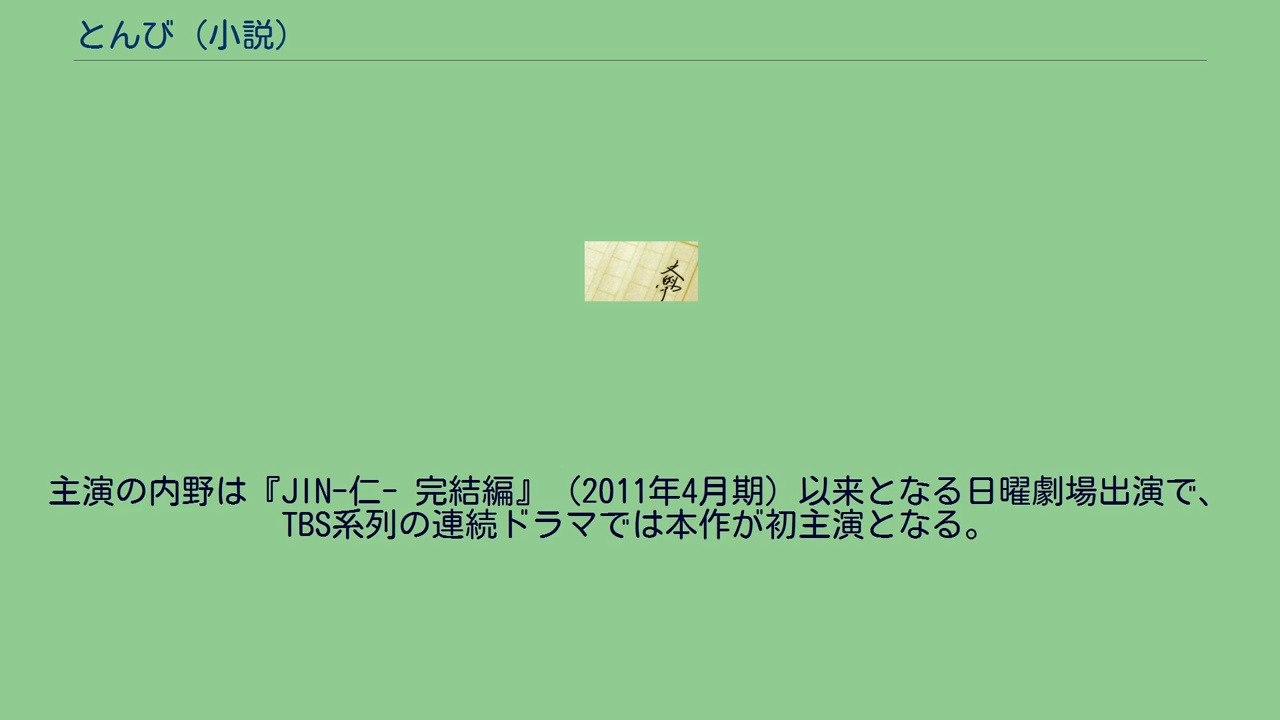 とんび（小説）
主演の内野は『JIN-仁- 完結編』（2011年4月期）以来となる日曜劇場出演で、
TBS系列の連続ドラマでは本作が初主演となる。